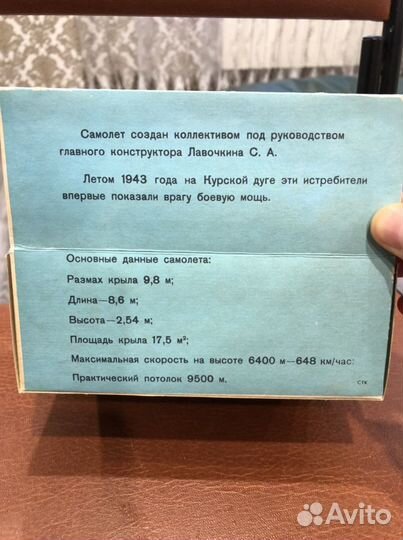 Самолет создан коллективом под руководством
главного конструктора Лавочкина С. А.
Летом 1943 года на Курской дуге эти истребители
впервые показали врагу боевую мощь.
Основные данные самолета:
Размах крыла 9,8 м;
Длина—8,6 м;
Высота—2,54 м;
Площадь крыла 17,5 м²;
Максимальная скорость на высоте 6400 м—648 км/час:
Практический потолок 9500 м.
СТК
Avito